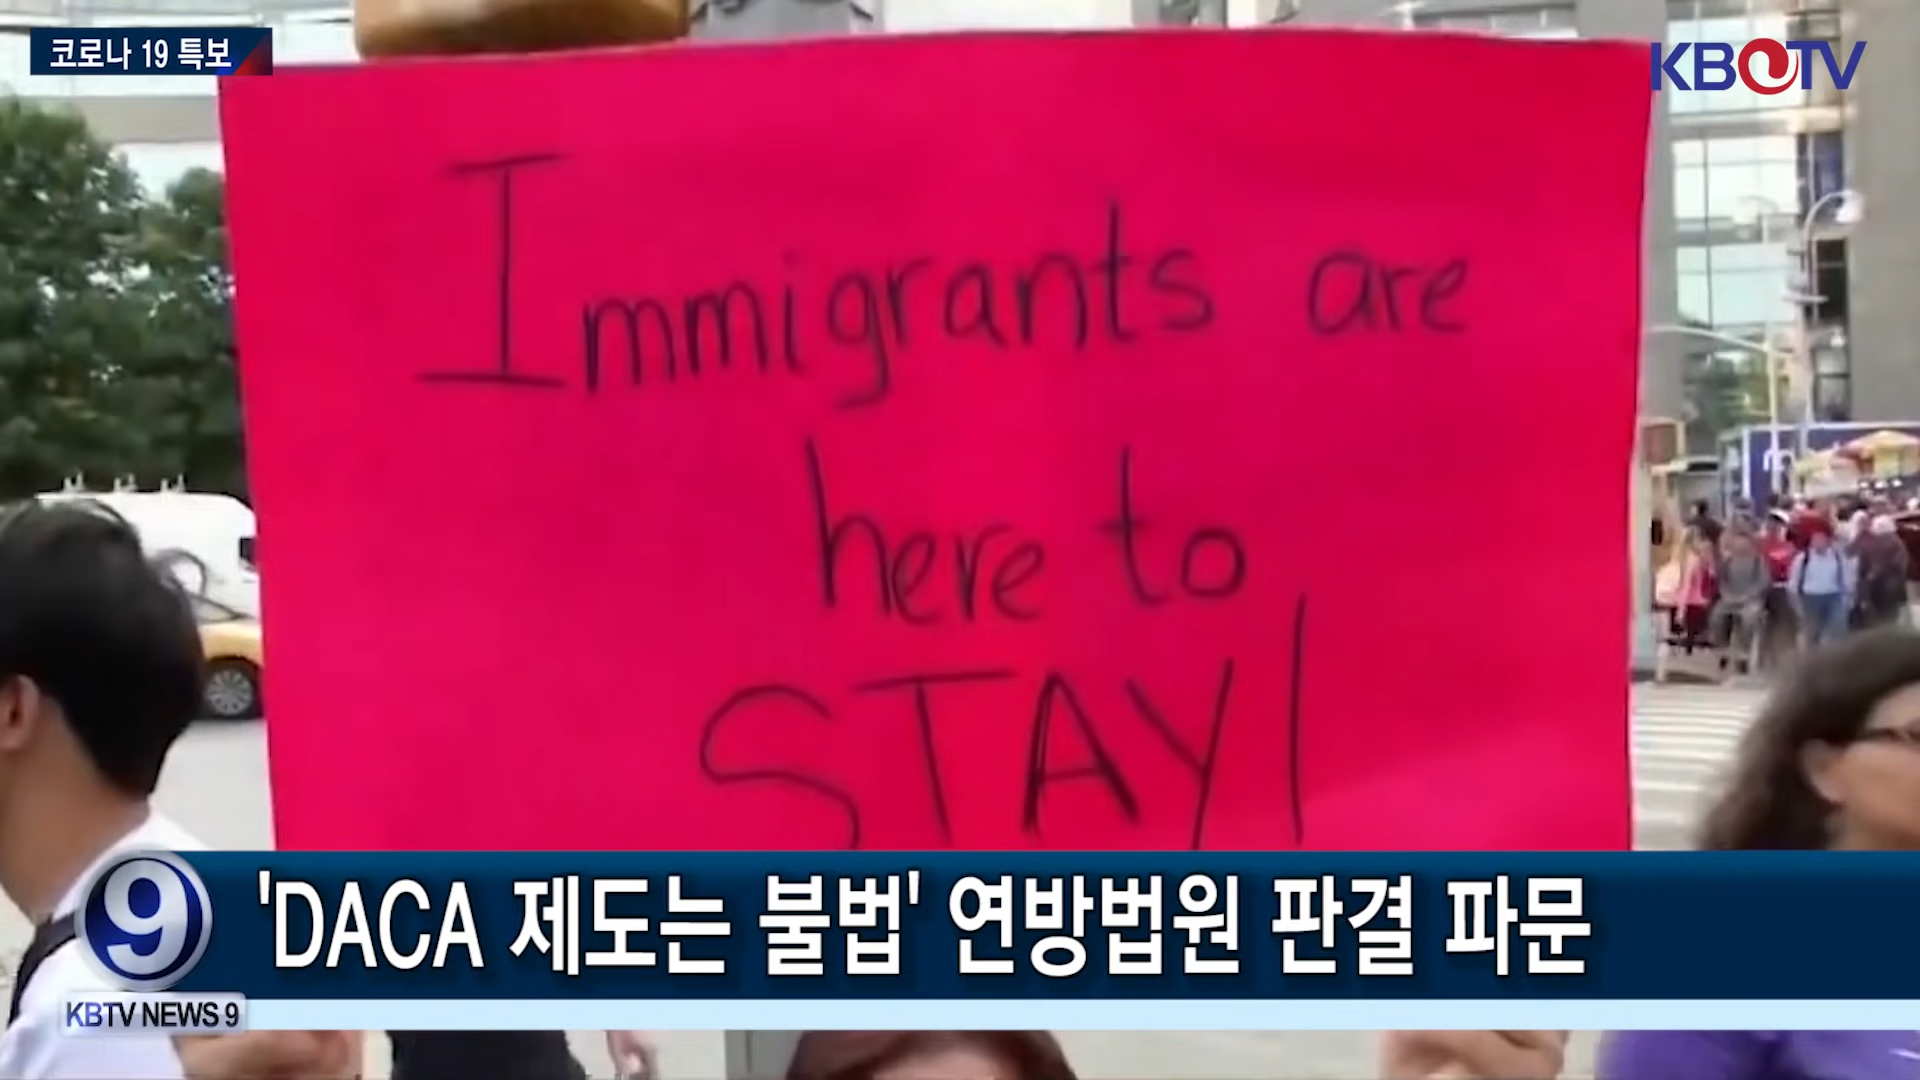 코로나 19 특보
KBTV
Immigrants are
here to
STAY!
9
'DACA 제도는 불법' 연방법원 판결 파문
KBTV NEWS 9